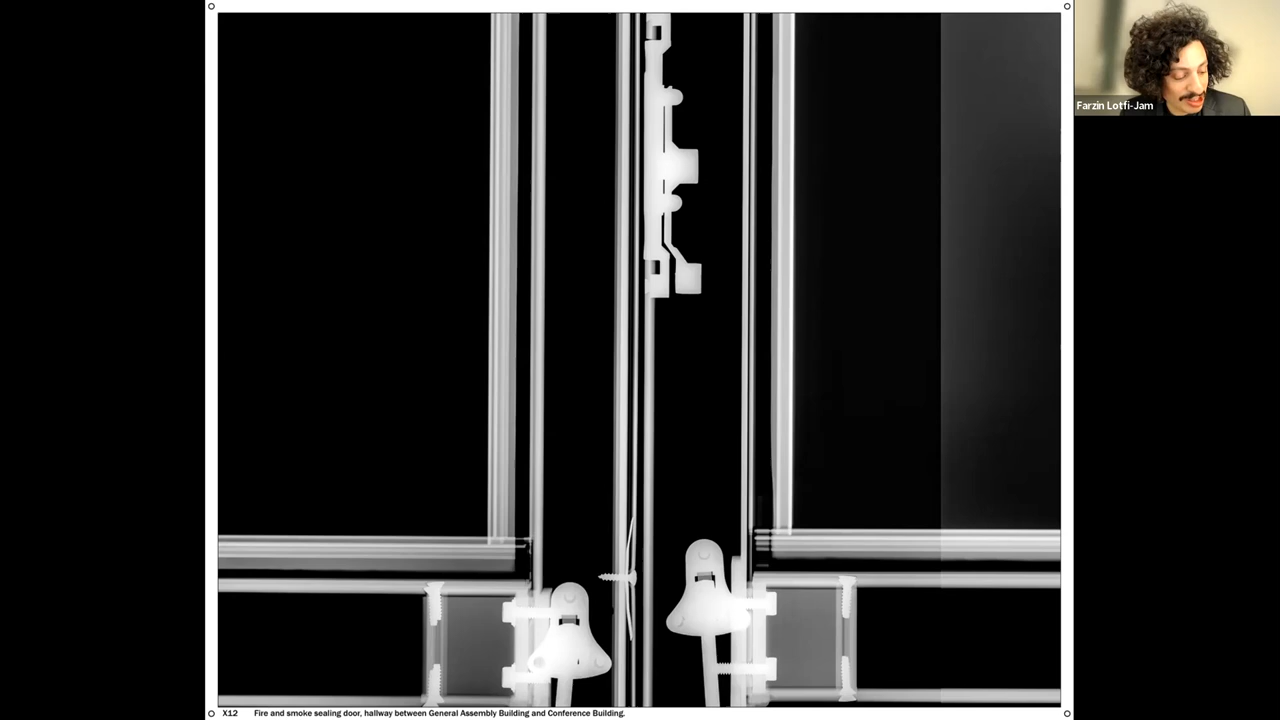 Farzin Lotfi-Jam
X12 Fire and smoke sealing door, hallway between General Assembly Building and Conference Building.